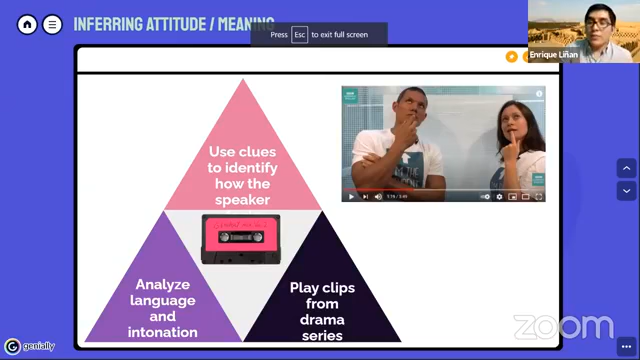 INFERRING ATTITUDE / MEANING
Press Esc to exit full screen
Enrique Liñan
Use clues
to identify
how the
speaker
Analyze
language
and
intonation
Play clips
from
drama
series
genially
zoom